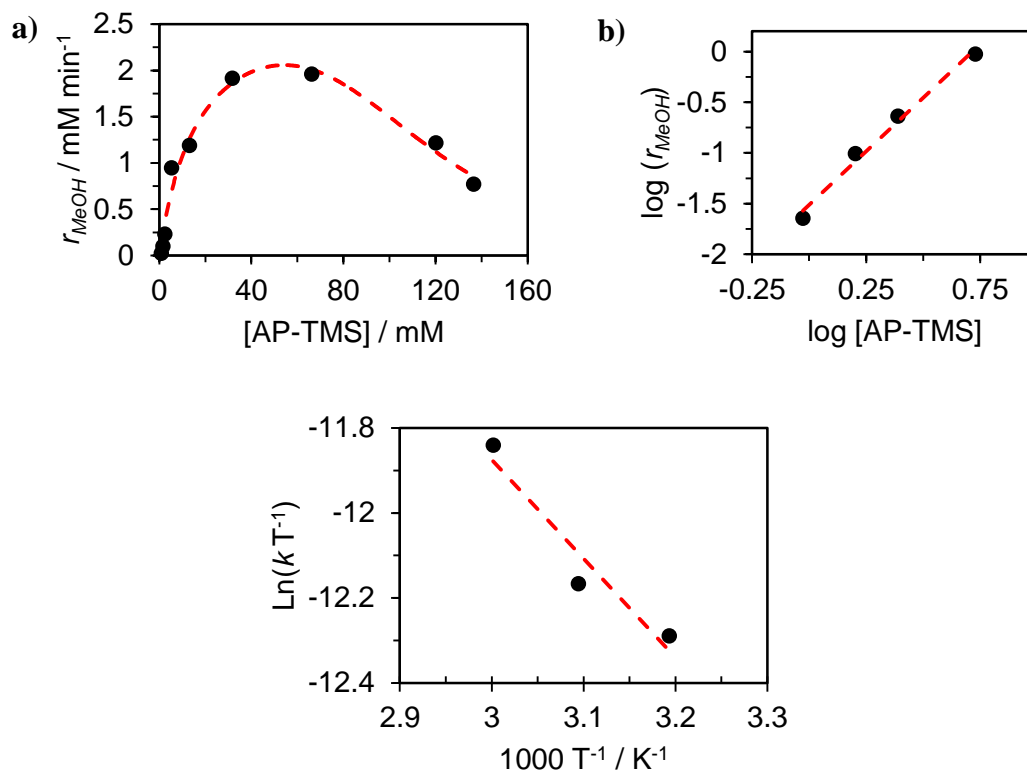 a)
r_MeOH / mM min⁻¹
2.5
2
1.5
1
0.5
0
0 40 80 120 160
[AP-TMS] / mM
b)
log (r_MeOH)
0
-0.5
-1
-1.5
-2
-0.25 0.25 0.75
log [AP-TMS]
Ln(k T⁻¹)
-11.8
-12
-12.2
-12.4
2.9 3 3.1 3.2 3.3
1000 T⁻¹ / K⁻¹